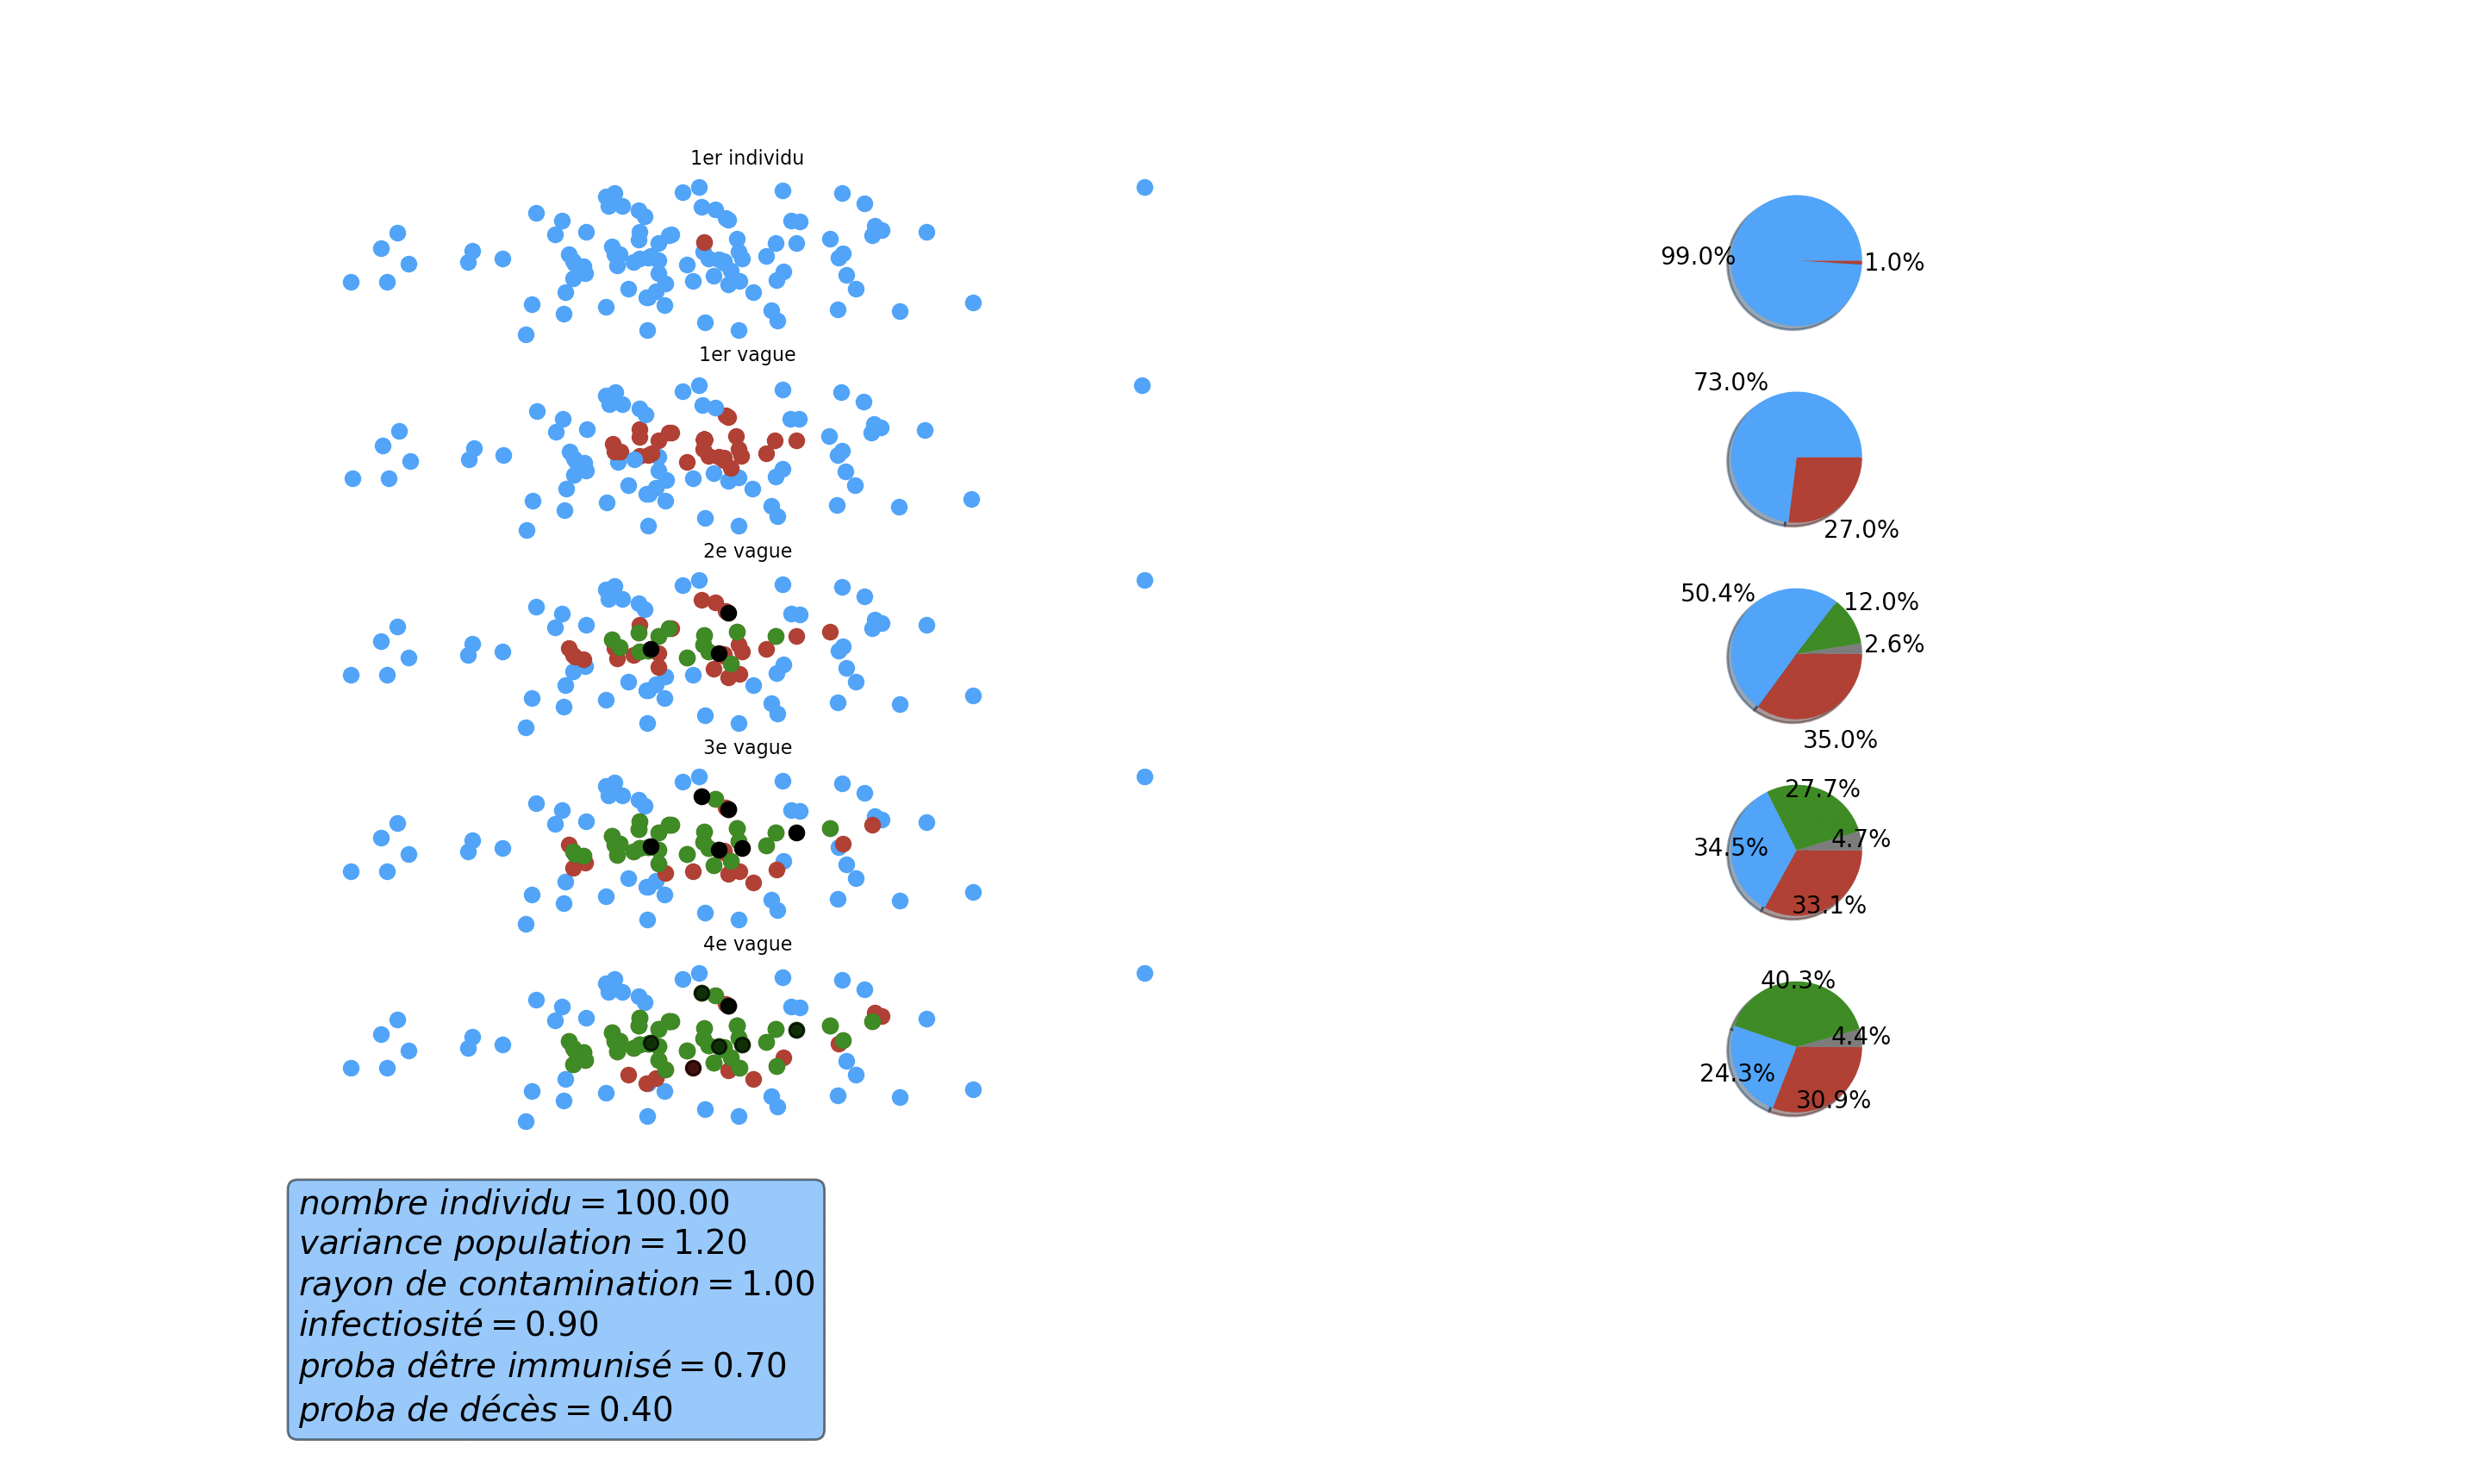 1er individu
99.0%
1.0%
1er vague
73.0%
27.0%
2e vague
50.4%
12.0%
2.6%
35.0%
3e vague
27.7%
4.7%
34.5%
33.1%
4e vague
40.3%
4.4%
24.3%
30.9%
nombre individu = 100.00
variance population = 1.20
rayon de contamination = 1.00
infectiosité = 0.90
proba dêtre immunisé = 0.70
proba de décès = 0.40